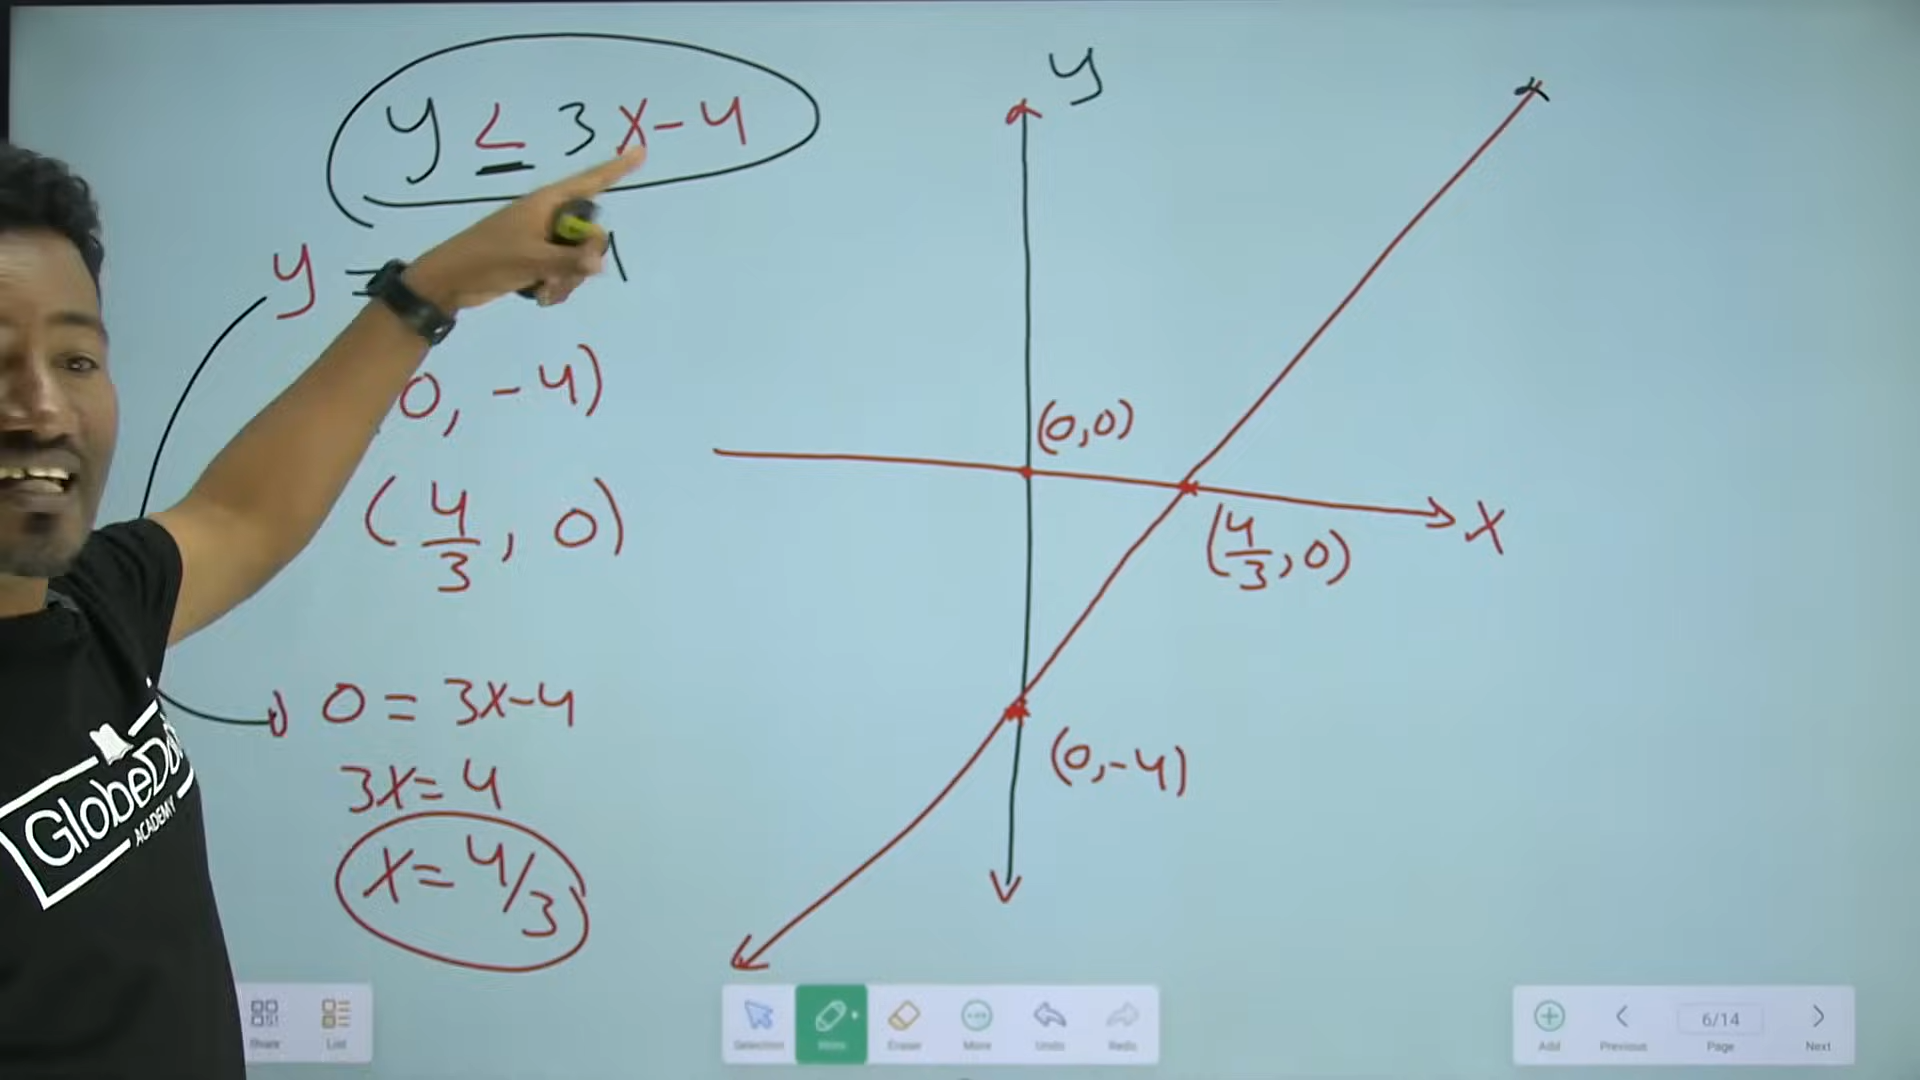 y ≤ 3x-4
y =
0, -4)
(4/3, 0)
0 = 3x-4
3x = 4
x = 4/3
y
(0,0)
x
(4/3, 0)
(0,-4)
GlobeDo
ACADEMY
Share
List
Selection
Eraser
More
Undo
Redo
Add
Previous
6/14
Page
Next